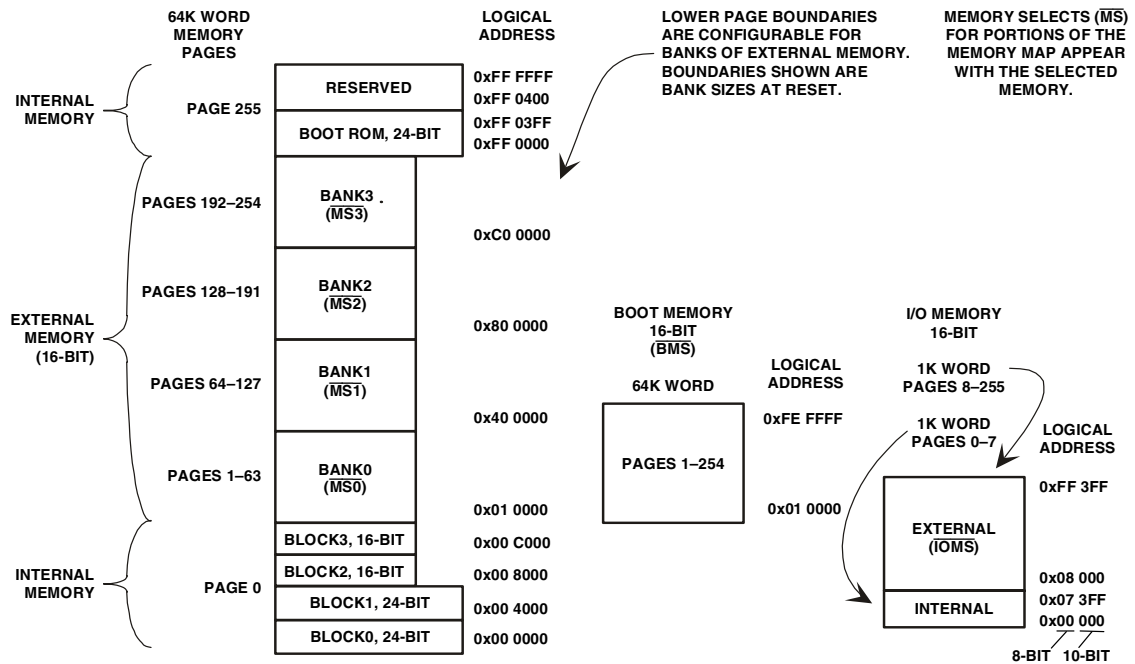 64K WORD
MEMORY
PAGES
LOGICAL
ADDRESS
LOWER PAGE BOUNDARIES
ARE CONFIGURABLE FOR
BANKS OF EXTERNAL MEMORY.
BOUNDARIES SHOWN ARE
BANK SIZES AT RESET.
MEMORY SELECTS (MS)
FOR PORTIONS OF THE
MEMORY MAP APPEAR
WITH THE SELECTED
MEMORY.
INTERNAL
MEMORY
PAGE 255
RESERVED
0xFF FFFF
0xFF 0400
BOOT ROM, 24-BIT
0xFF 03FF
0xFF 0000
EXTERNAL
MEMORY
(16-BIT)
PAGES 192–254
BANK3
(MS3)
0xC0 0000
PAGES 128–191
BANK2
(MS2)
0x80 0000
PAGES 64–127
BANK1
(MS1)
0x40 0000
PAGES 1–63
BANK0
(MS0)
0x01 0000
INTERNAL
MEMORY
PAGE 0
BLOCK3, 16-BIT
0x00 C000
BLOCK2, 16-BIT
0x00 8000
BLOCK1, 24-BIT
0x00 4000
BLOCK0, 24-BIT
0x00 0000
BOOT MEMORY
16-BIT
(BMS)
64K WORD
LOGICAL
ADDRESS
0xFE FFFF
PAGES 1–254
0x01 0000
I/O MEMORY
16-BIT
1K WORD
PAGES 8–255
1K WORD
PAGES 0–7
LOGICAL
ADDRESS
0xFF 3FF
EXTERNAL
(IOMS)
0x08 000
INTERNAL
0x07 3FF
0x00 000
8-BIT 10-BIT